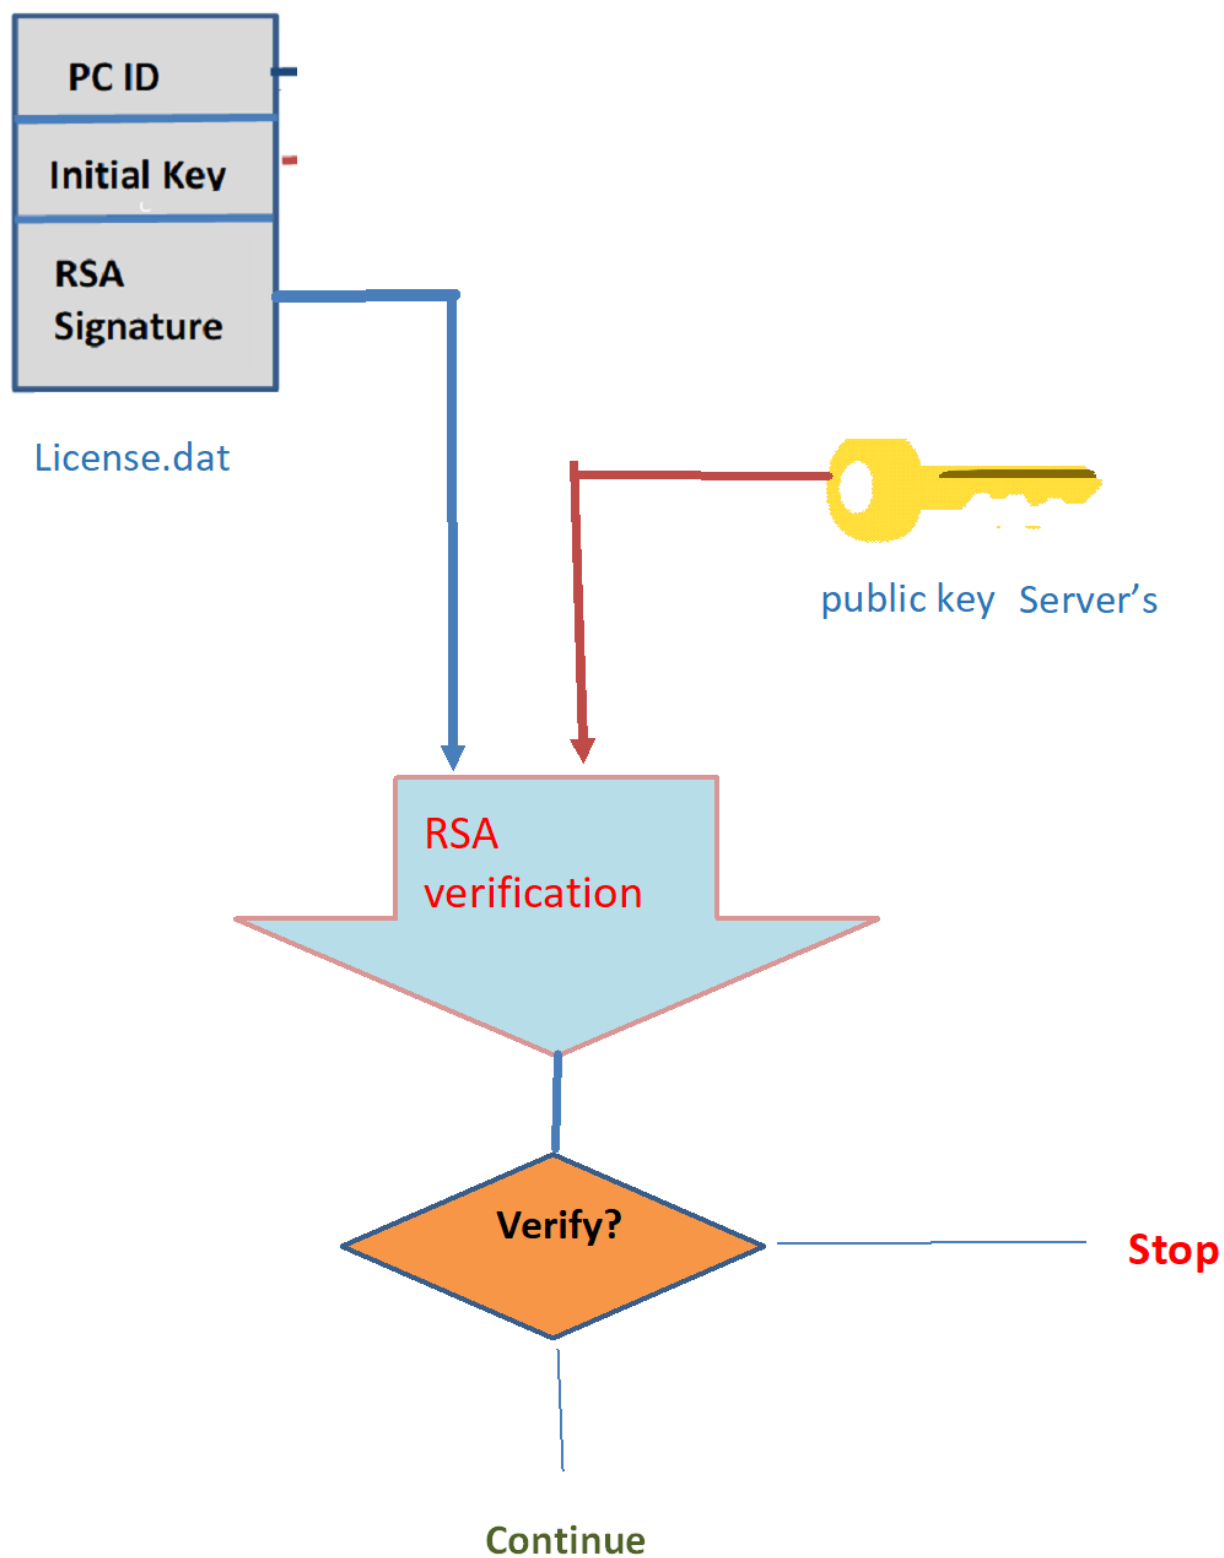 PC ID
Initial Key
RSA
Signature
License.dat
public key Server’s
RSA
verification
Verify?
Stop
Continue